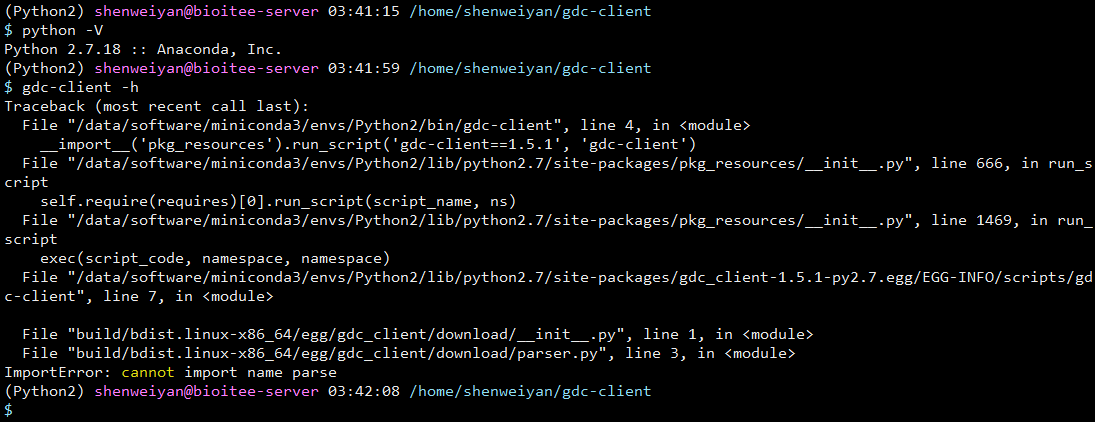 (Python2) shenweiyan@bioitee-server 03:41:15 /home/shenweiyan/gdc-client
$ python -V
Python 2.7.18 :: Anaconda, Inc.
(Python2) shenweiyan@bioitee-server 03:41:59 /home/shenweiyan/gdc-client
$ gdc-client -h
Traceback (most recent call last):
  File "/data/software/miniconda3/envs/Python2/bin/gdc-client", line 4, in <module>
    __import__('pkg_resources').run_script('gdc-client==1.5.1', 'gdc-client')
  File "/data/software/miniconda3/envs/Python2/lib/python2.7/site-packages/pkg_resources/__init__.py", line 666, in run_s
cript
    self.require(requires)[0].run_script(script_name, ns)
  File "/data/software/miniconda3/envs/Python2/lib/python2.7/site-packages/pkg_resources/__init__.py", line 1469, in run_
script
    exec(script_code, namespace, namespace)
  File "/data/software/miniconda3/envs/Python2/lib/python2.7/site-packages/gdc_client-1.5.1-py2.7.egg/EGG-INFO/scripts/gd
c-client", line 7, in <module>
  File "build/bdist.linux-x86_64/egg/gdc_client/download/__init__.py", line 1, in <module>
  File "build/bdist.linux-x86_64/egg/gdc_client/download/parser.py", line 3, in <module>
ImportError: cannot import name parse
(Python2) shenweiyan@bioitee-server 03:42:08 /home/shenweiyan/gdc-client
$